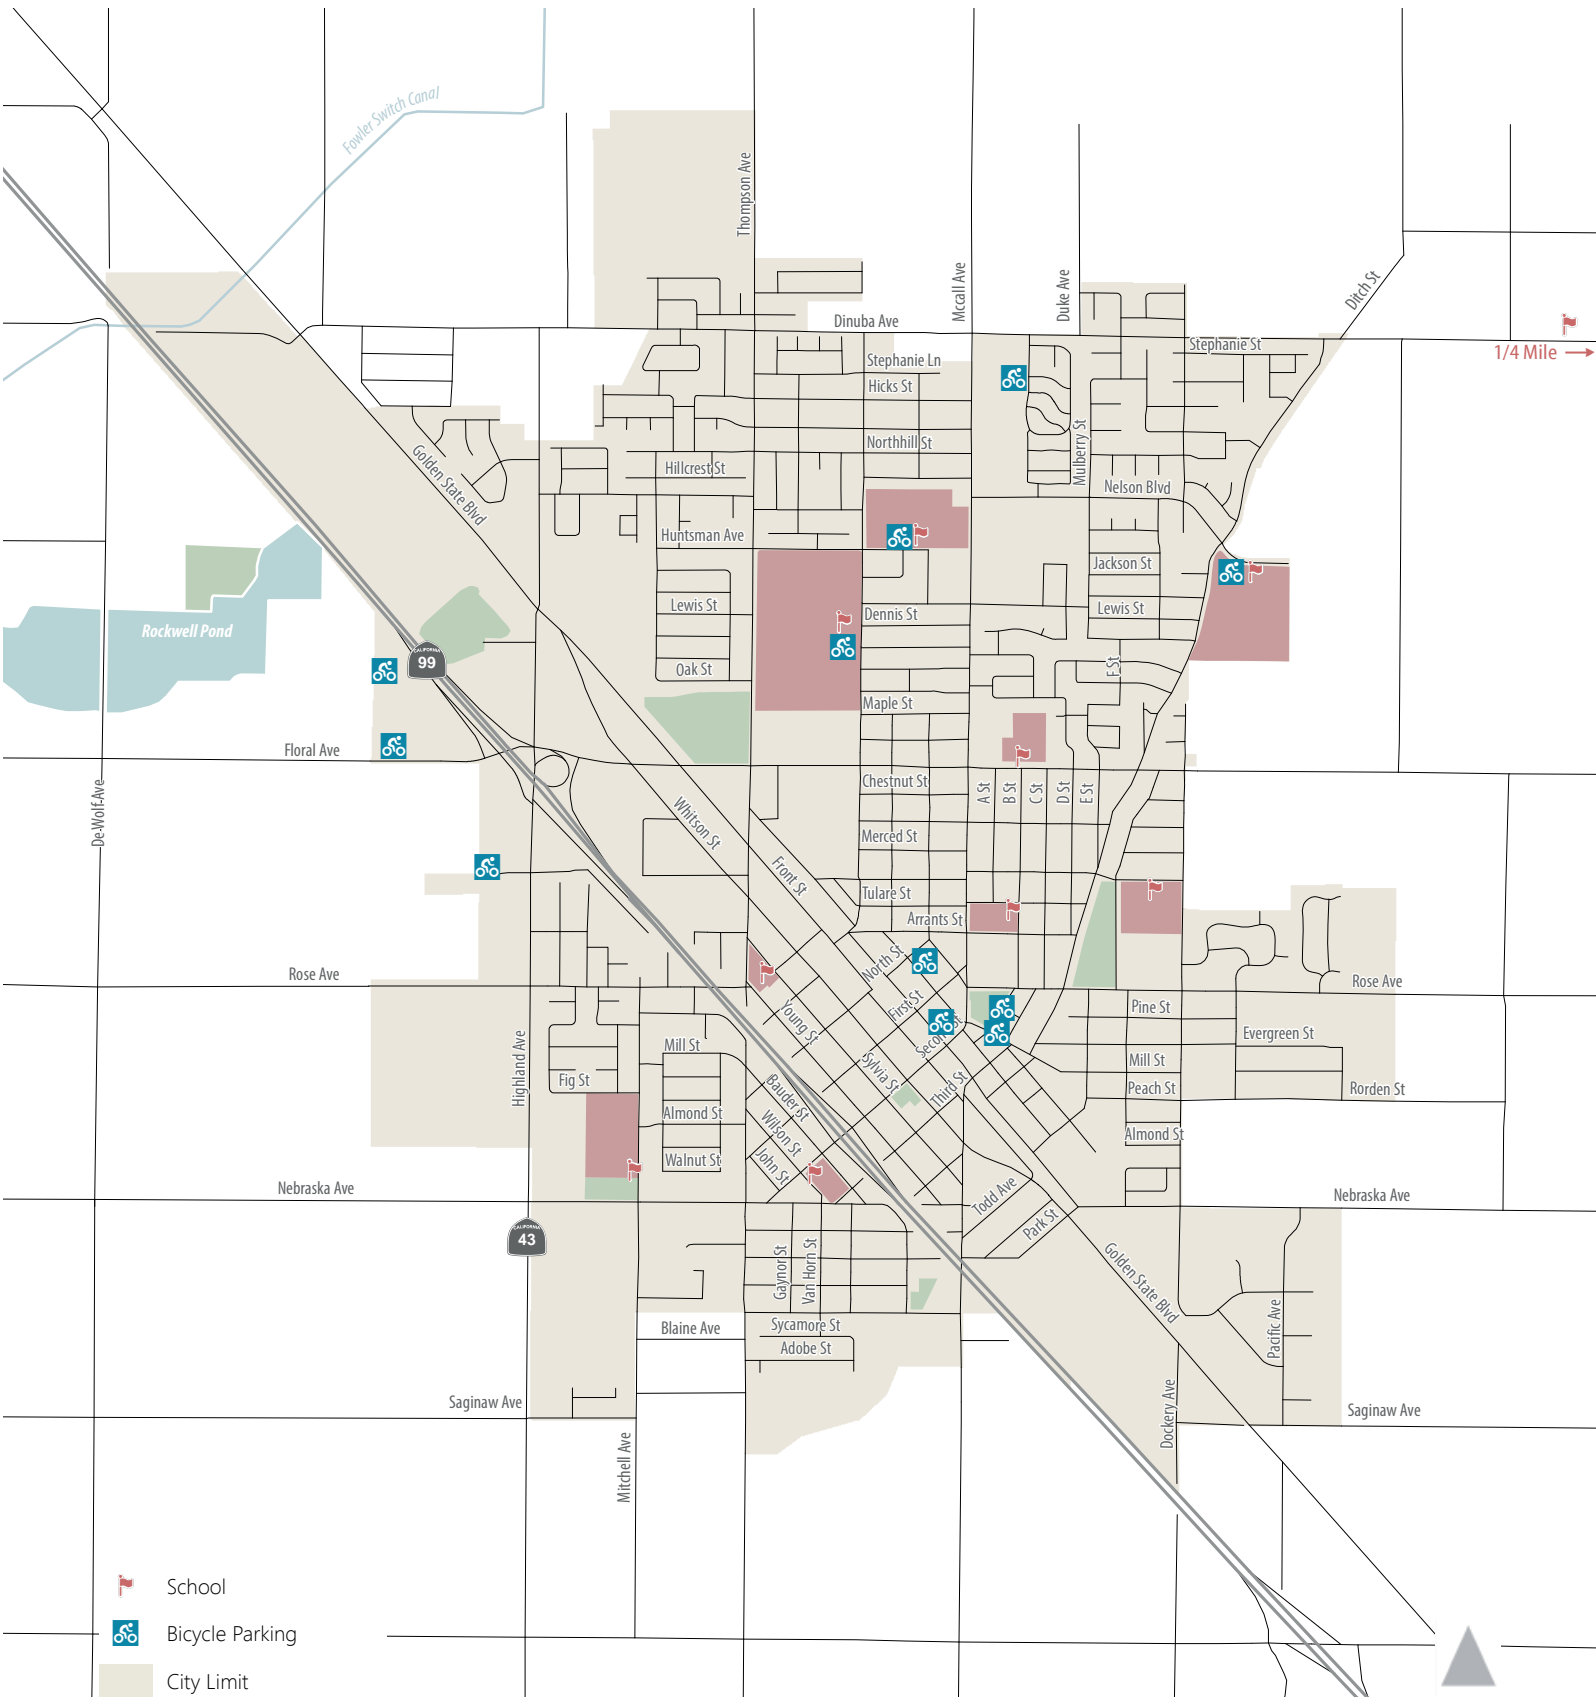 Fowler Switch Canal
Thompson Ave
Mccall Ave
Duke Ave
Ditch St
Dinuba Ave
Stephanie St
1/4 Mile
Stephanie Ln
Hicks St
Northhill St
Mulberry St
Golden State Blvd
Hillcrest St
Nelson Blvd
Huntsman Ave
Jackson St
Lewis St
Dennis St
Lewis St
Rockwell Pond
CALIFORNIA
99
Oak St
F St
Maple St
Floral Ave
De-Wolf-Ave
Chestnut St
A St
B St
C St
D St
E St
Whitson St
Merced St
Front St
Tulare St
Arrants St
North St
Rose Ave
Rose Ave
First St
Young St
Pine St
Second St
Evergreen St
Highland Ave
Mill St
Sylvia St
Mill St
Fig St
Bauder St
Third St
Peach St
Rorden St
Almond St
Wilson St
Almond St
Walnut St
John St
Nebraska Ave
Todd Ave
Nebraska Ave
CALIFORNIA
43
Park St
Gaynor St
Van Horn St
Golden State Blvd
Pacific Ave
Blaine Ave
Sycamore St
Adobe St
Saginaw Ave
Dockery Ave
Saginaw Ave
Mitchell Ave
School
Bicycle Parking
City Limit